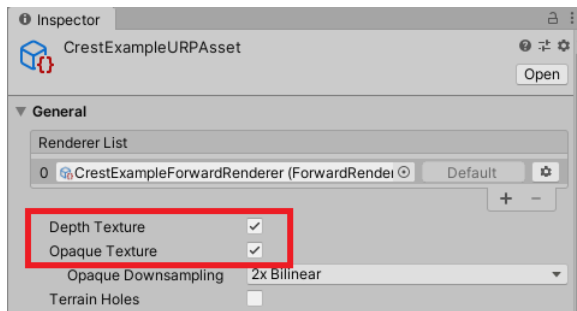 Inspector
CrestExampleURPAsset
Open
General
Renderer List
0 CrestExampleForwardRenderer (ForwardRender Default
+ −
Depth Texture
Opaque Texture
Opaque Downsampling 2x Bilinear
Terrain Holes